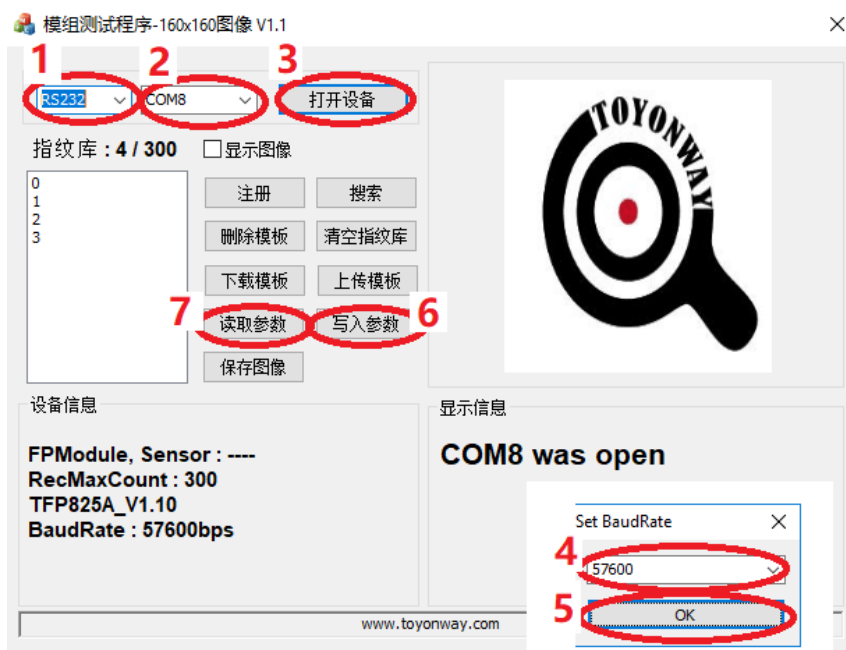 模组测试程序-160x160图像 V1.1
1
2
3
RS232
COM8
打开设备
TOYONWAY
指纹库 : 4 / 300
显示图像
0
1
2
3
注册
搜索
删除模板
清空指纹库
下载模板
上传模板
7
读取参数
写入参数
6
保存图像
设备信息
FPModule, Sensor : ----
RecMaxCount : 300
TFP825A_V1.10
BaudRate : 57600bps
显示信息
COM8 was open
Set BaudRate
4
57600
5
OK
www.toyonway.com